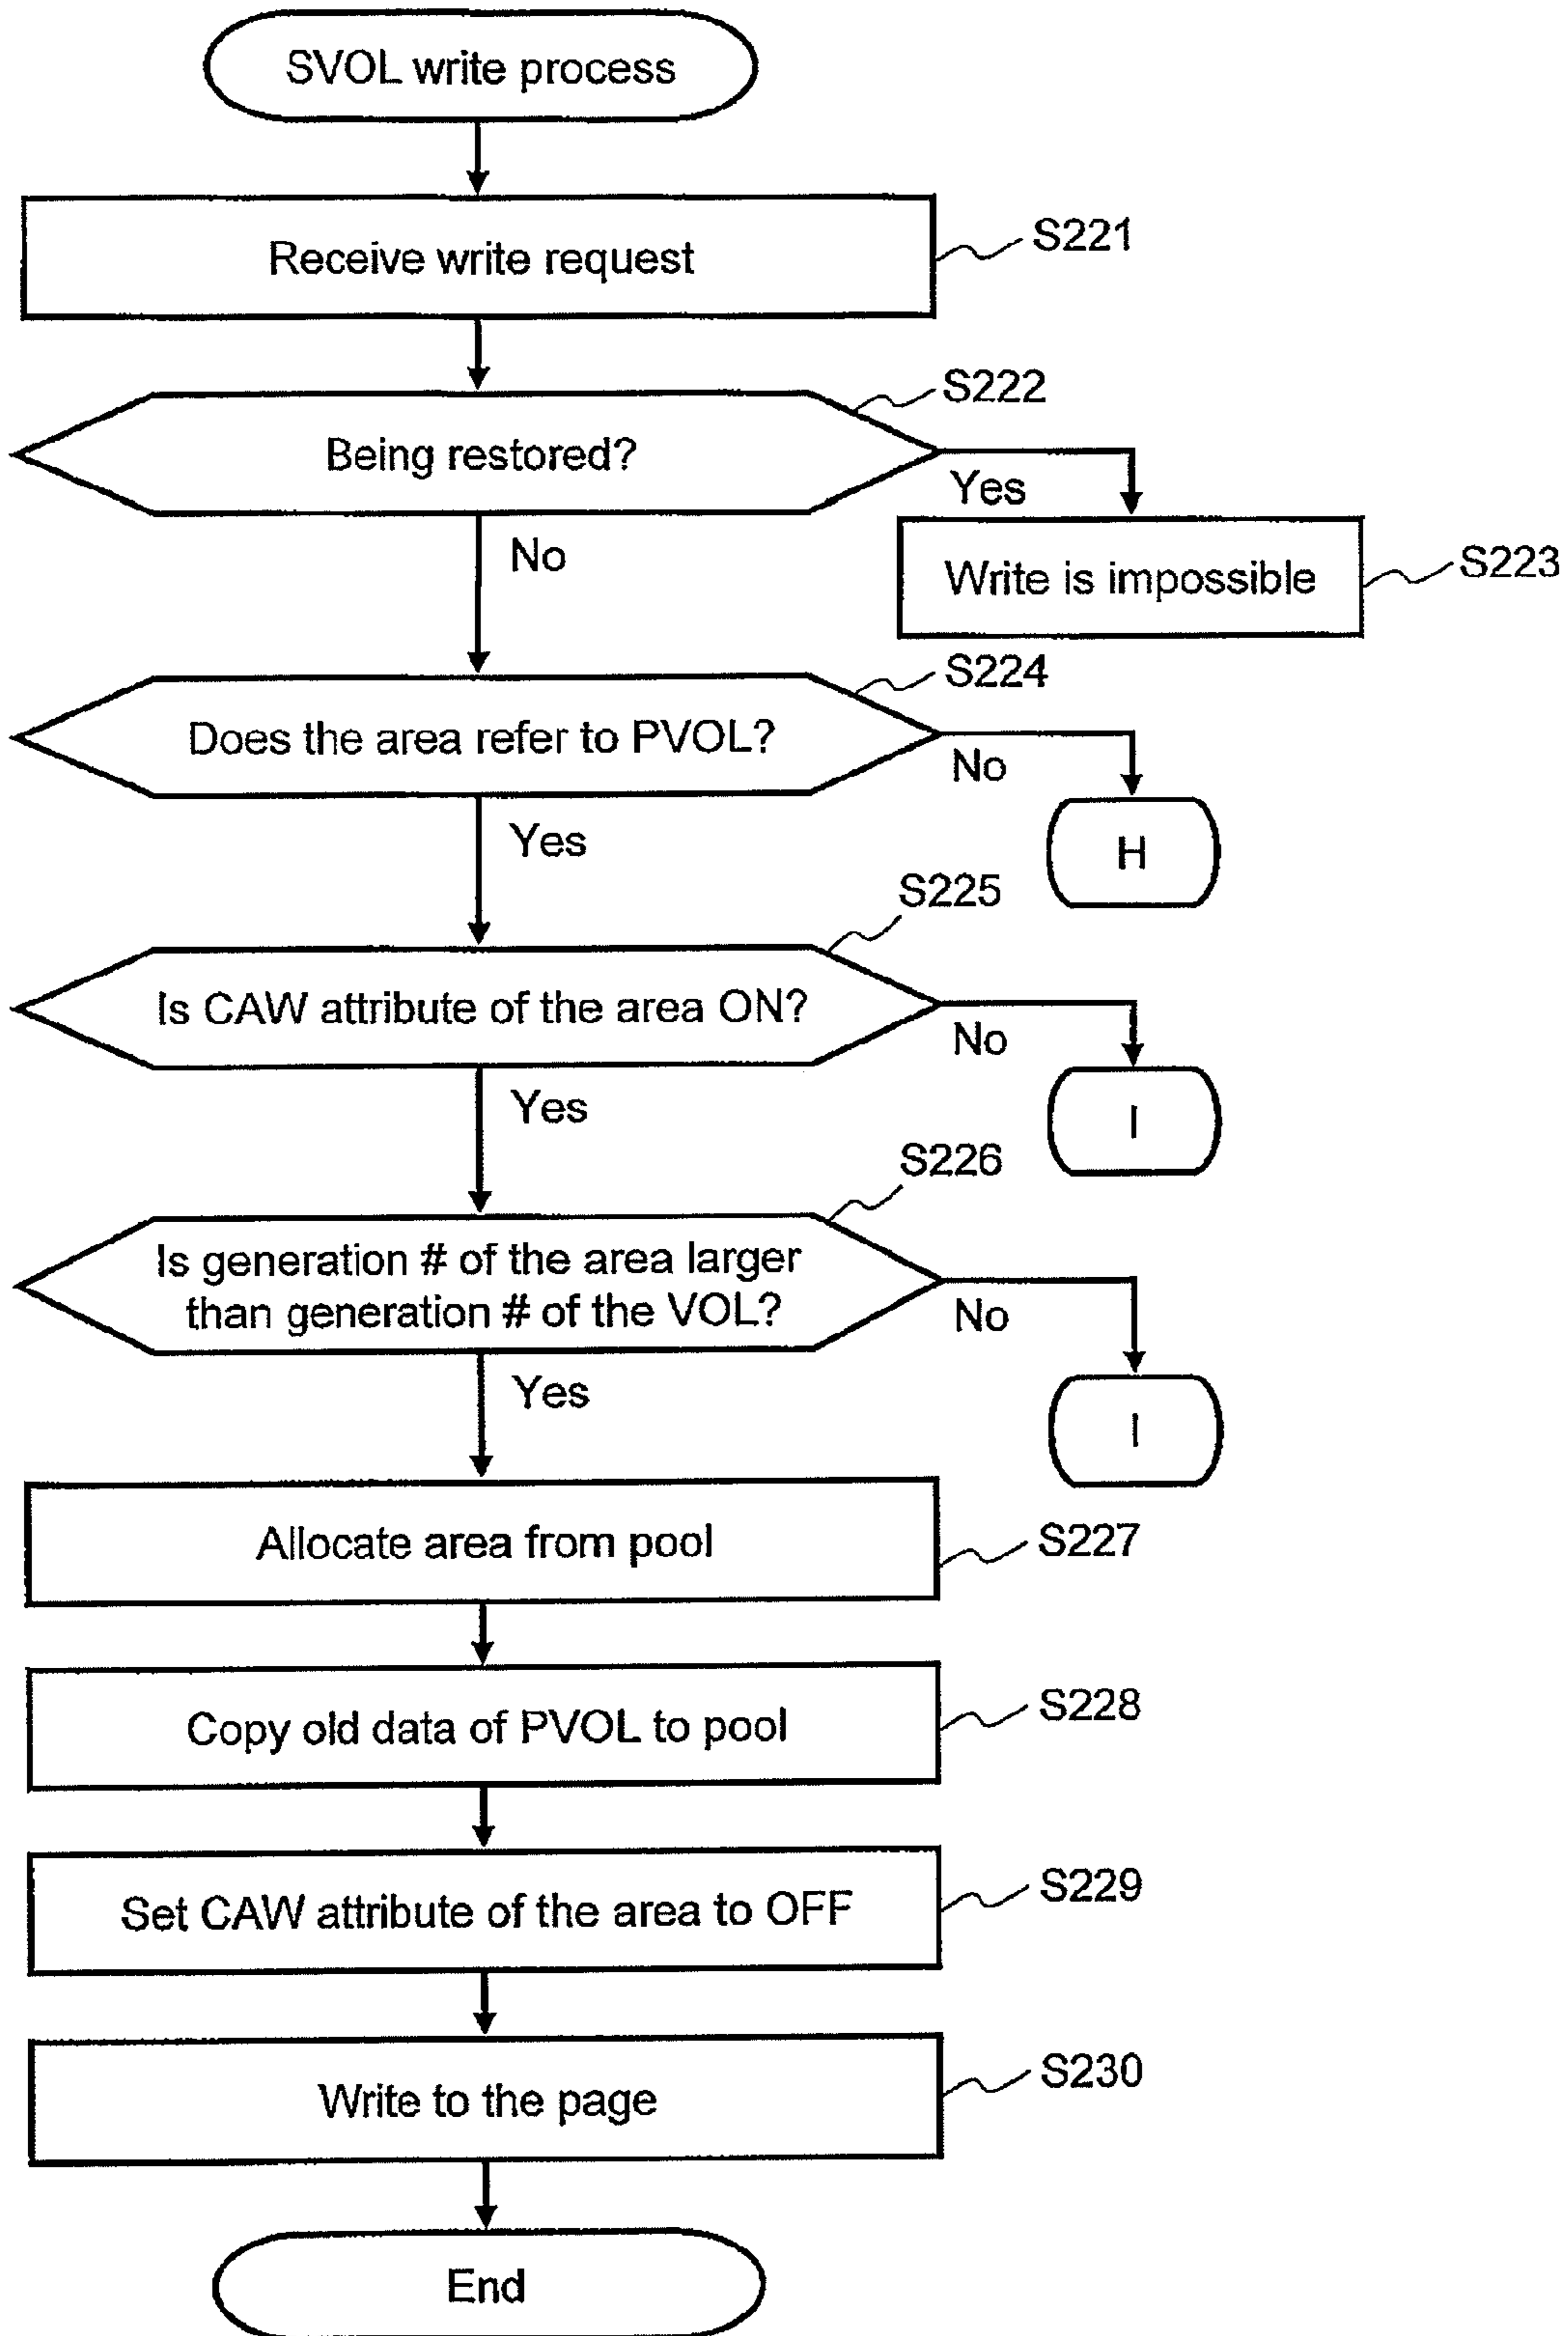 SVOL write process
Receive write request
S221
S222
Being restored?
Yes
No
Write is impossible
S223
S224
Does the area refer to PVOL?
No
Yes
H
S225
Is CAW attribute of the area ON?
No
Yes
I
S226
Is generation # of the area larger
than generation # of the VOL?
No
Yes
I
Allocate area from pool
S227
Copy old data of PVOL to pool
S228
Set CAW attribute of the area to OFF
S229
Write to the page
S230
End